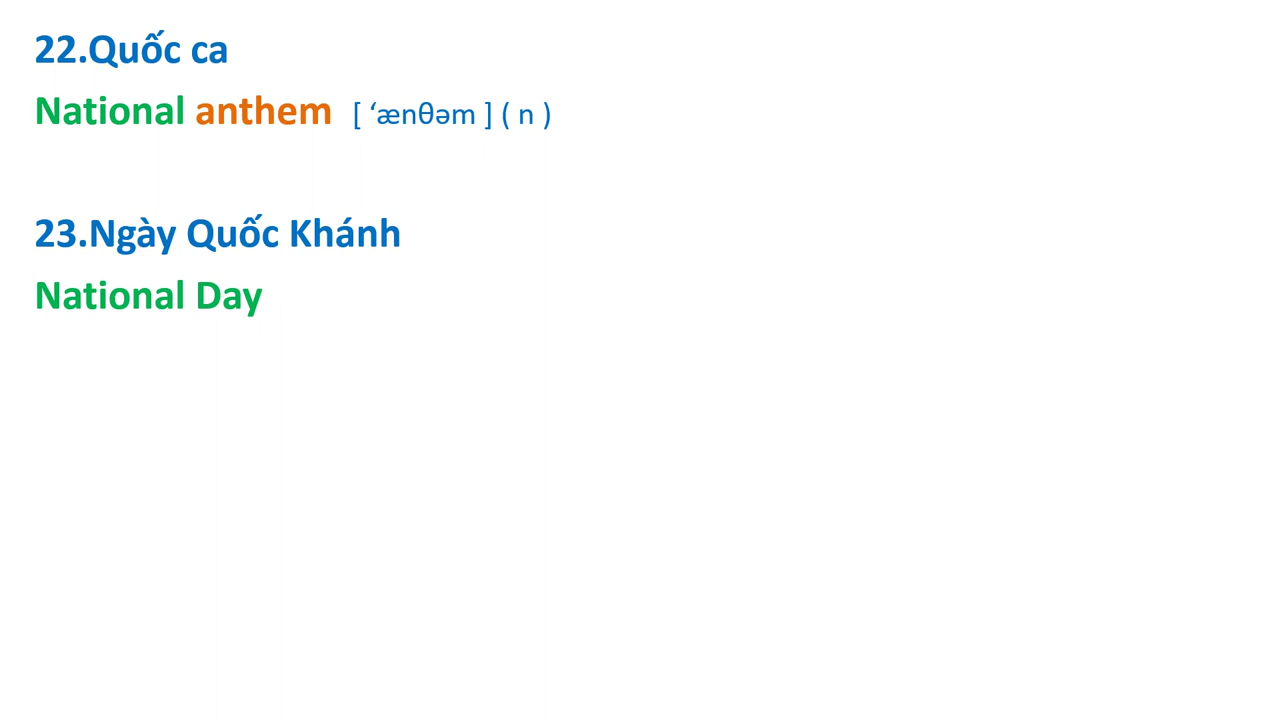 22.Quốc ca
National anthem [ ‘ænθəm ] ( n )
23.Ngày Quốc Khánh
National Day